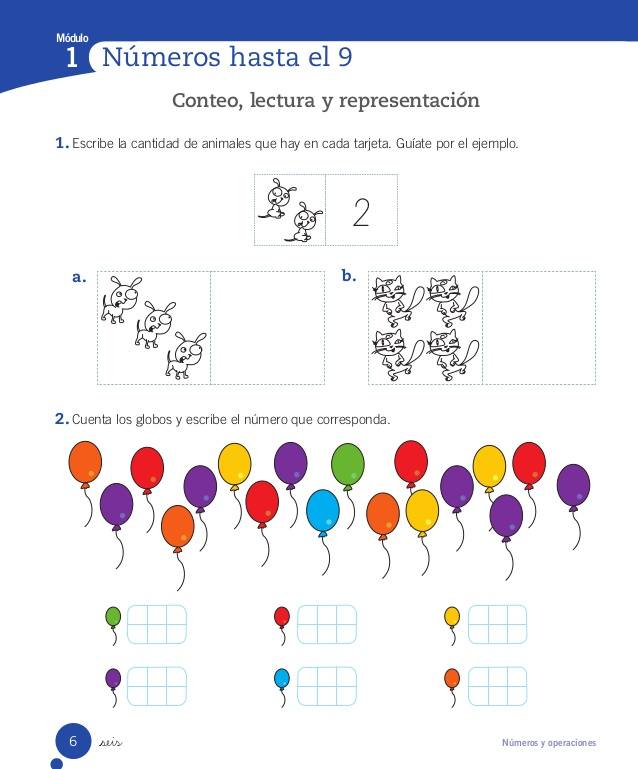 Módulo
1 Números hasta el 9
Conteo, lectura y representación
1. Escribe la cantidad de animales que hay en cada tarjeta. Guíate por el ejemplo.
2
a.
b.
2. Cuenta los globos y escribe el número que corresponda.
6 seis
Números y operaciones